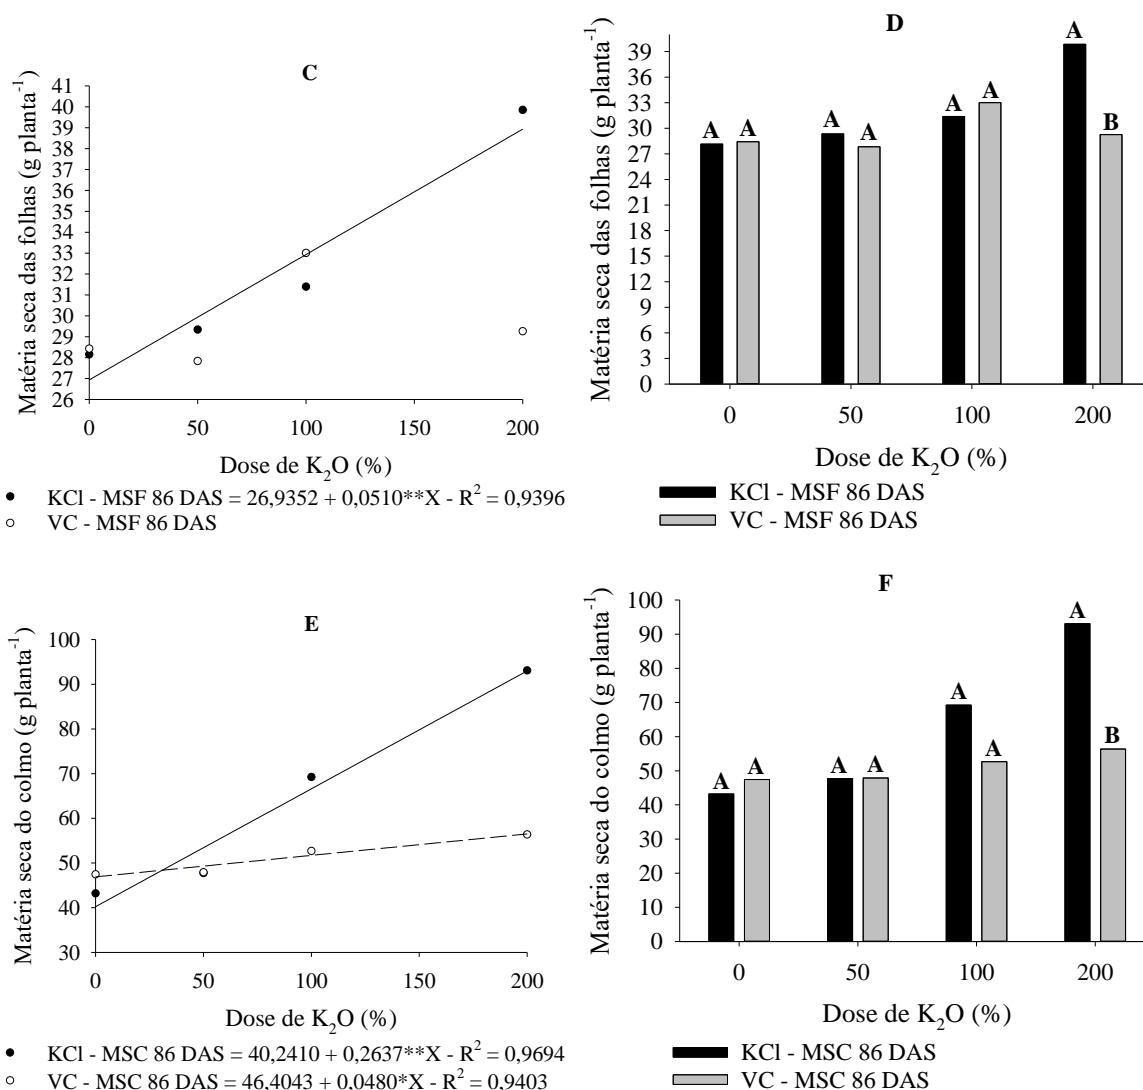 C
Matéria seca das folhas (g planta⁻¹)
41
40
39
38
37
36
35
34
33
32
31
30
29
28
27
26
0 50 100 150 200
Dose de K₂O (%)
● KCl - MSF 86 DAS = 26,9352 + 0,0510**X - R² = 0,9396
○ VC - MSF 86 DAS
D
Matéria seca das folhas (g planta⁻¹)
39
36
33
30
27
24
21
18
15
12
9
6
3
0
A A A A A A A B
0 50 100 200
Dose de K₂O (%)
KCl - MSF 86 DAS
VC - MSF 86 DAS
E
Matéria seca do colmo (g planta⁻¹)
100
90
80
70
60
50
40
30
0 50 100 150 200
Dose de K₂O (%)
● KCl - MSC 86 DAS = 40,2410 + 0,2637**X - R² = 0,9694
○ VC - MSC 86 DAS = 46,4043 + 0,0480*X - R² = 0,9403
F
Matéria seca do colmo (g planta⁻¹)
100
90
80
70
60
50
40
30
20
10
0
A A A A A A A B
0 50 100 200
Dose de K₂O (%)
KCl - MSC 86 DAS
VC - MSC 86 DAS